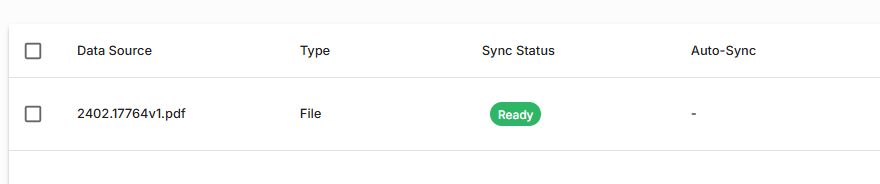 Data Source Type Sync Status Auto-Sync
2402.17764v1.pdf File Ready -